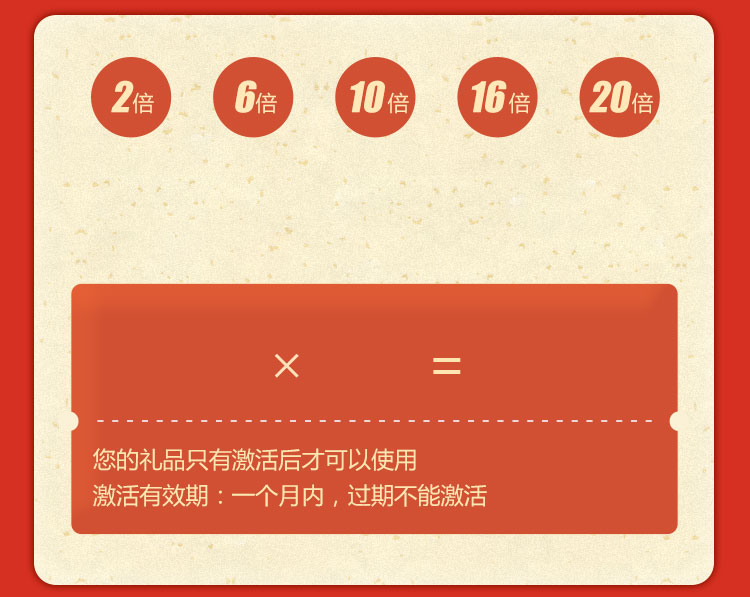 2倍 6倍 10倍 16倍 20倍
× =
您的礼品只有激活后才可以使用
激活有效期：一个月内，过期不能激活